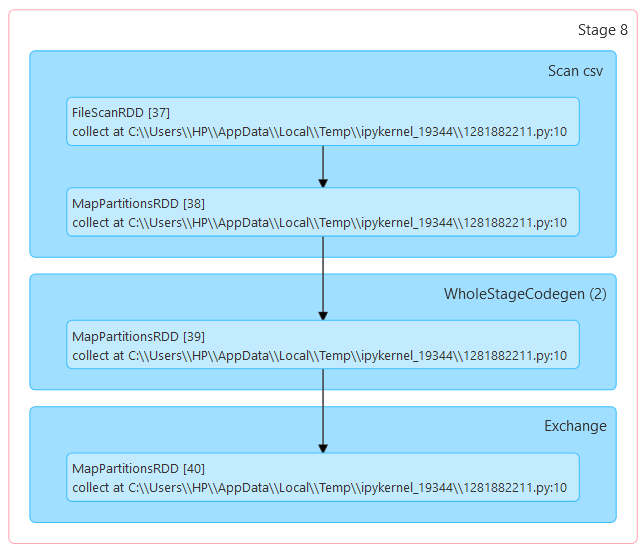 Stage 8
Scan csv
FileScanRDD [37]
collect at C:\\Users\\HP\\AppData\\Local\\Temp\\ipykernel_19344\\1281882211.py:10
MapPartitionsRDD [38]
collect at C:\\Users\\HP\\AppData\\Local\\Temp\\ipykernel_19344\\1281882211.py:10
WholeStageCodegen (2)
MapPartitionsRDD [39]
collect at C:\\Users\\HP\\AppData\\Local\\Temp\\ipykernel_19344\\1281882211.py:10
Exchange
MapPartitionsRDD [40]
collect at C:\\Users\\HP\\AppData\\Local\\Temp\\ipykernel_19344\\1281882211.py:10